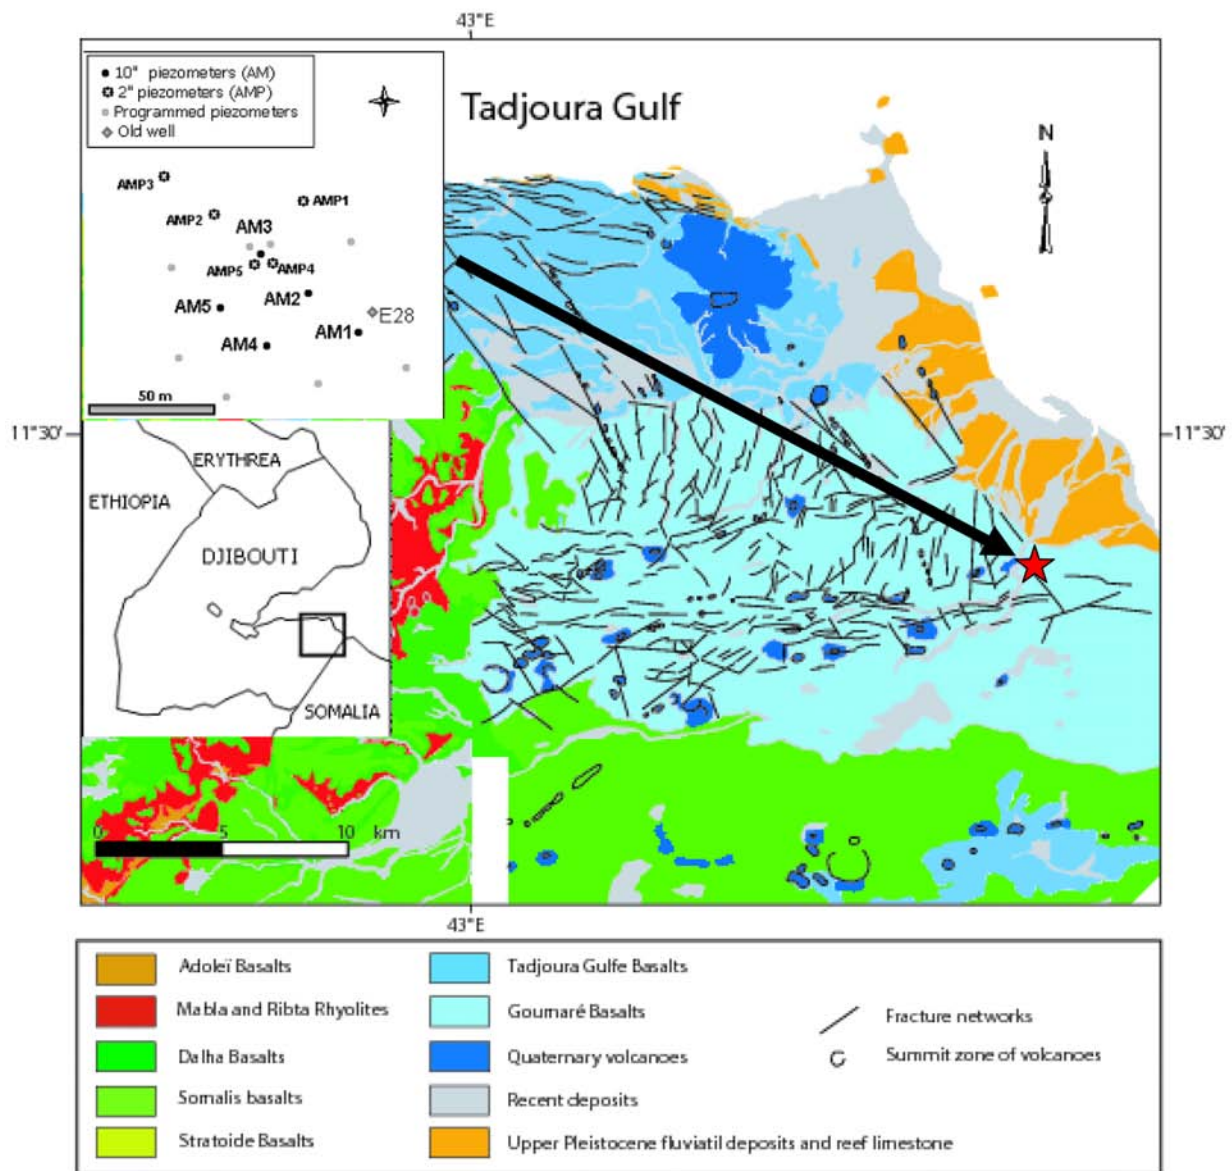 43°E
10" piezometers (AM)
2" piezometers (AMP)
Programmed piezometers
Old well
Tadjoura Gulf
N
AMP3
AMP1
AMP2
AM3
AMP5
AMP4
AM2
AM5
E28
AM1
AM4
50 m
11°30'
11°30'
ERYTHREA
ETHIOPIA
DJIBOUTI
SOMALIA
0 5 10 km
43°E
Adoleï Basalts
Mabla and Ribta Rhyolites
Dalha Basalts
Somalis basalts
Stratoide Basalts
Tadjoura Gulfe Basalts
Goumaré Basalts
Quaternary volcanoes
Recent deposits
Upper Pleistocene fluviatil deposits and reef limestone
Fracture networks
Summit zone of volcanoes